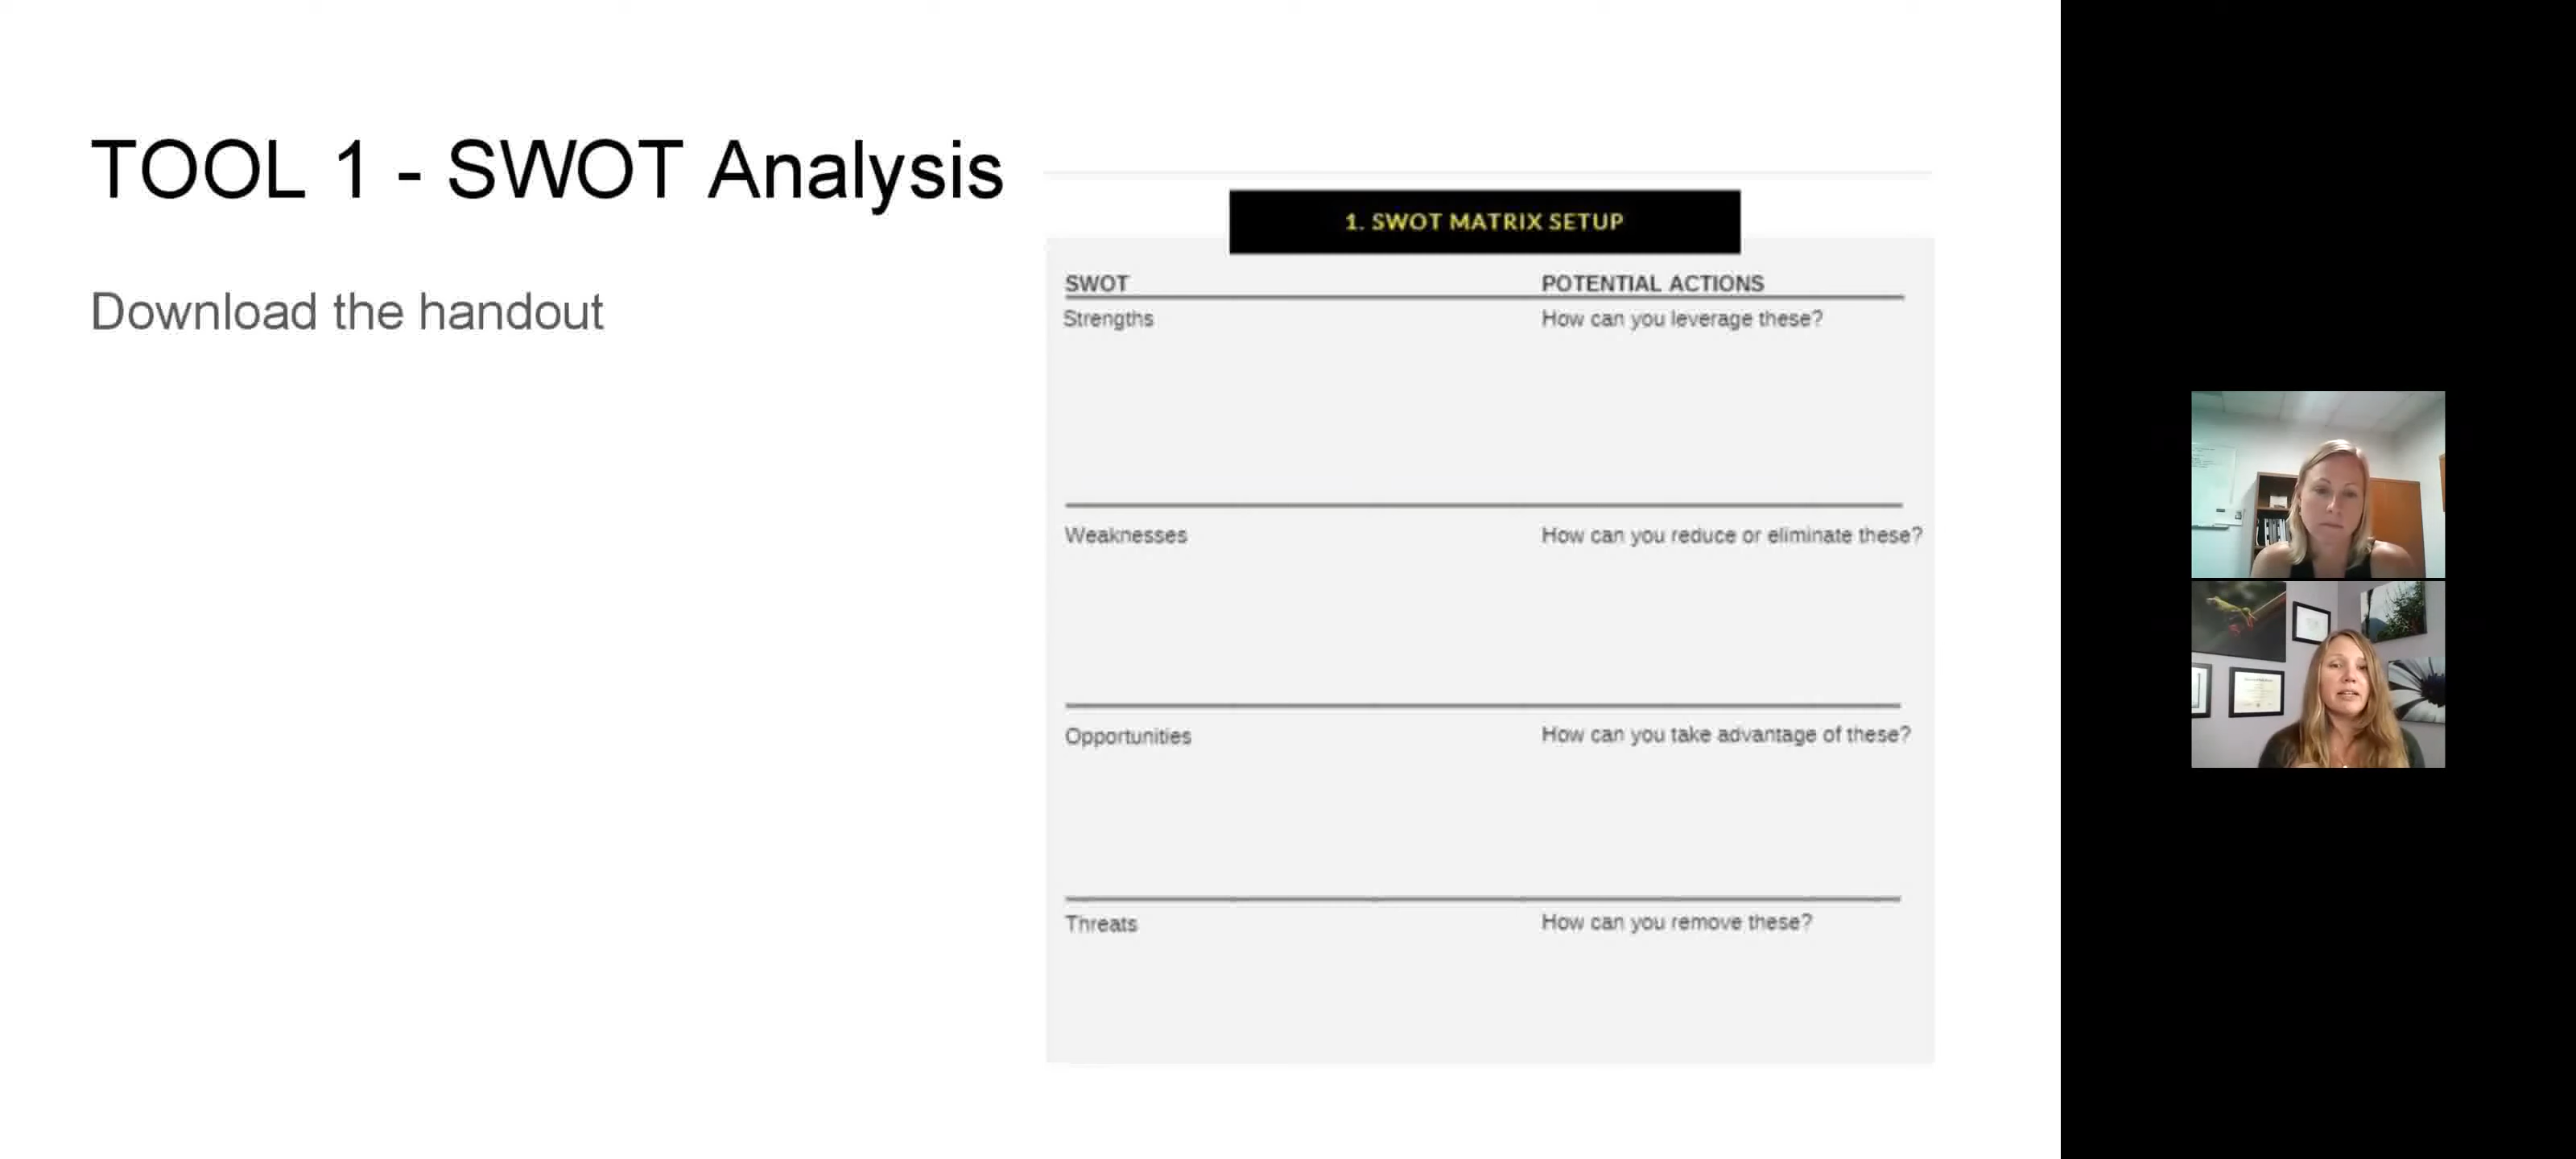 TOOL 1 - SWOT Analysis
Download the handout
1. SWOT MATRIX SETUP
SWOT POTENTIAL ACTIONS
Strengths How can you leverage these?
Weaknesses How can you reduce or eliminate these?
Opportunities How can you take advantage of these?
Threats How can you remove these?